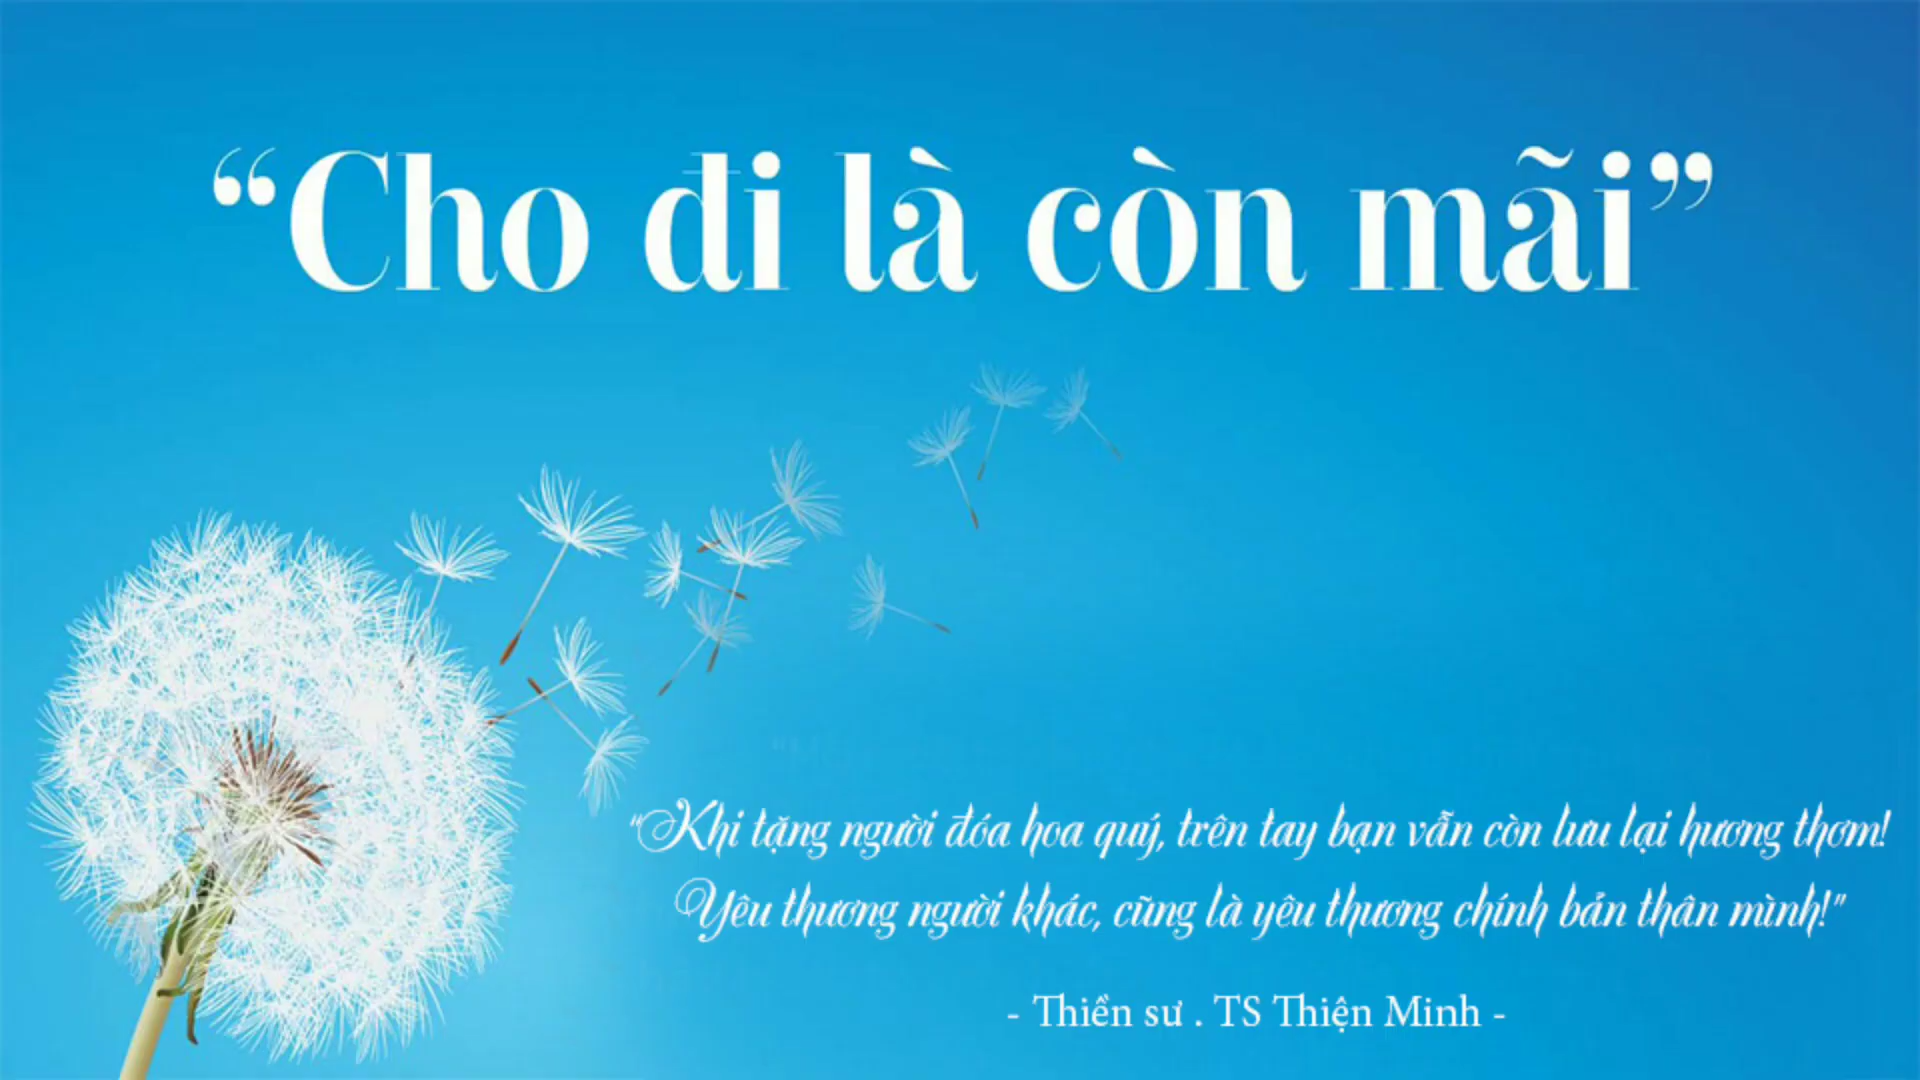 “Cho đi là còn mãi”
“Khi tặng người đóa hoa quý, trên tay bạn vẫn còn lưu lại hương thơm!
Yêu thương người khác, cũng là yêu thương chính bản thân mình!”
- Thiền sư . TS Thiện Minh -